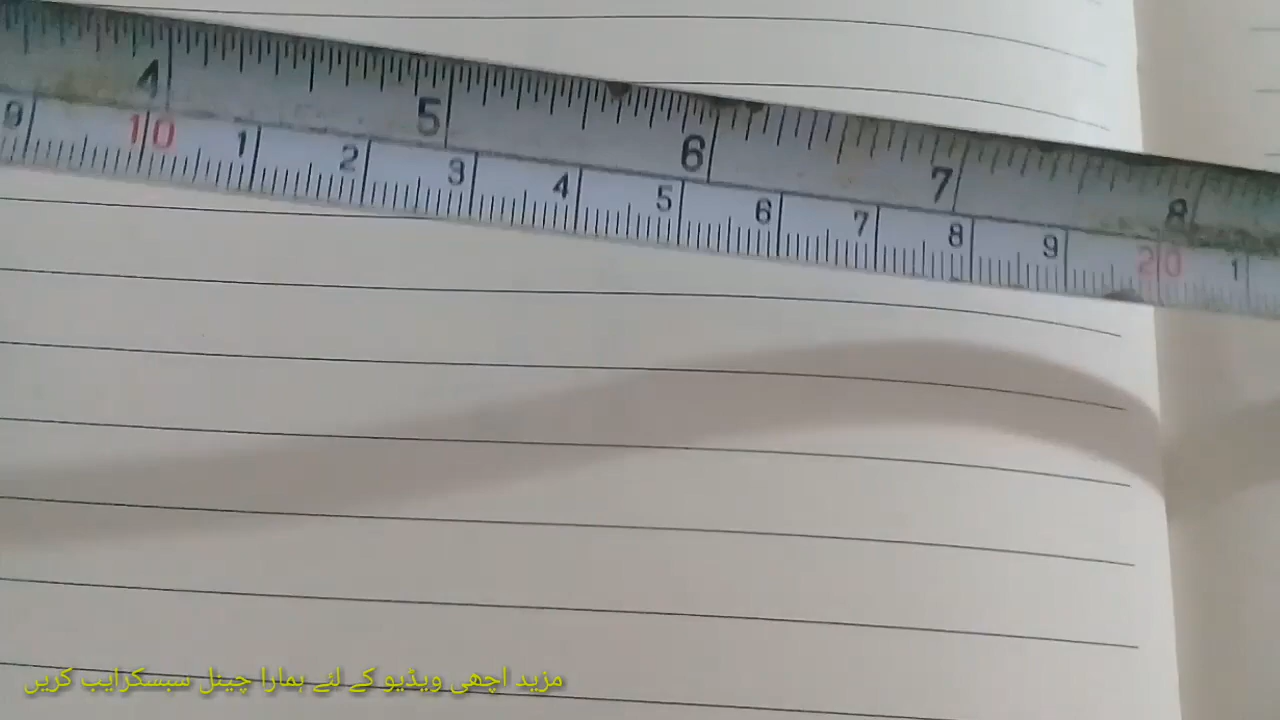 4 5 6 7 8
9 10 1 2 3 4 5 6 7 8 9 20 1
مزید اچھی ویڈیو کے لئے ہمارا چینل سبسکرایب کریں